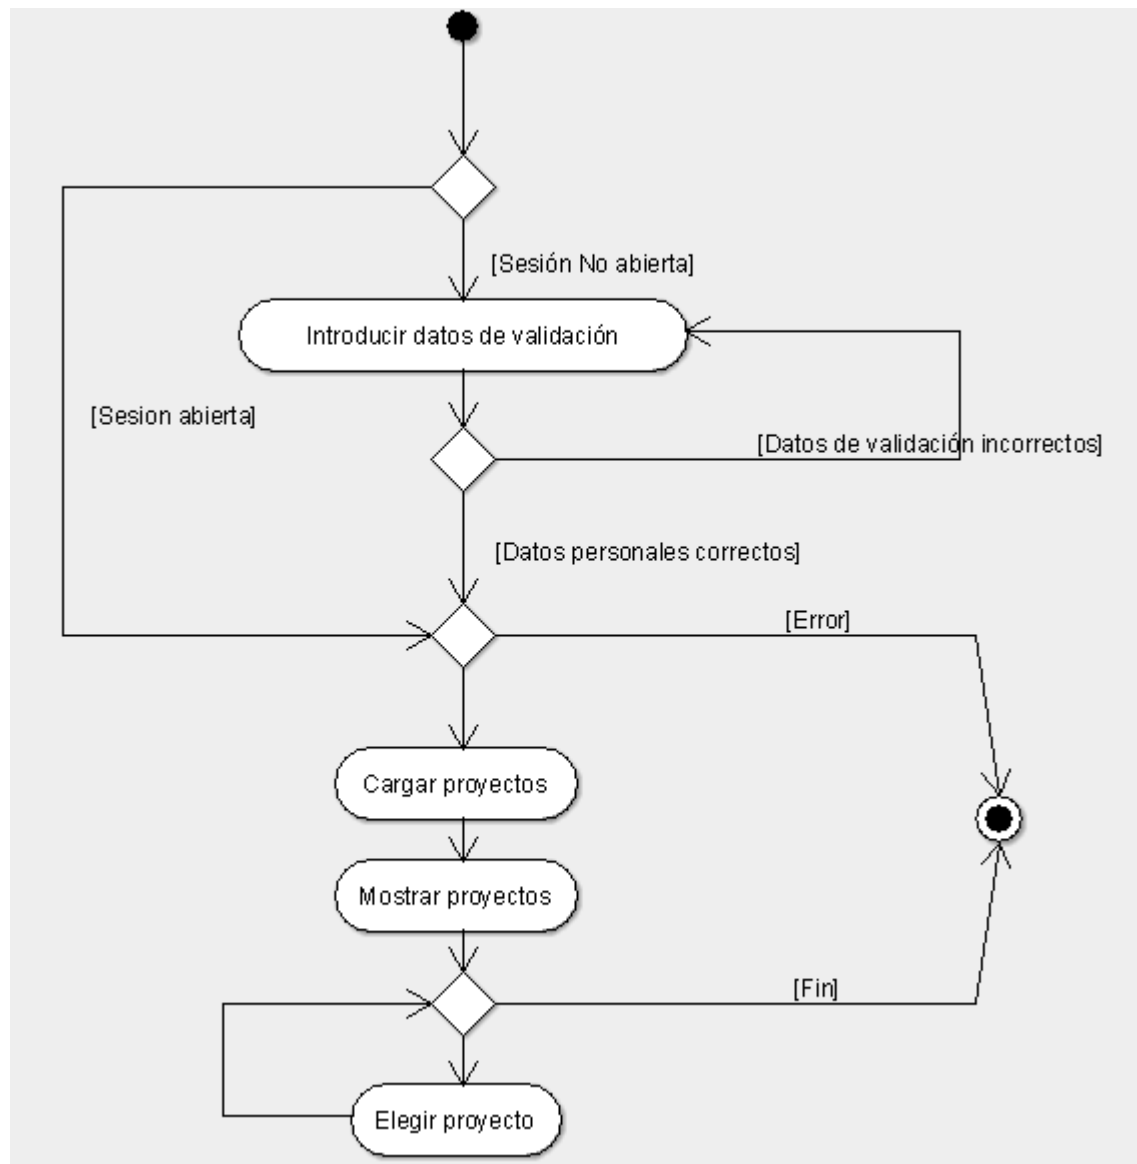 [Sesión No abierta]
Introducir datos de validación
[Sesion abierta]
[Datos de validación incorrectos]
[Datos personales correctos]
[Error]
Cargar proyectos
Mostrar proyectos
[Fin]
Elegir proyecto